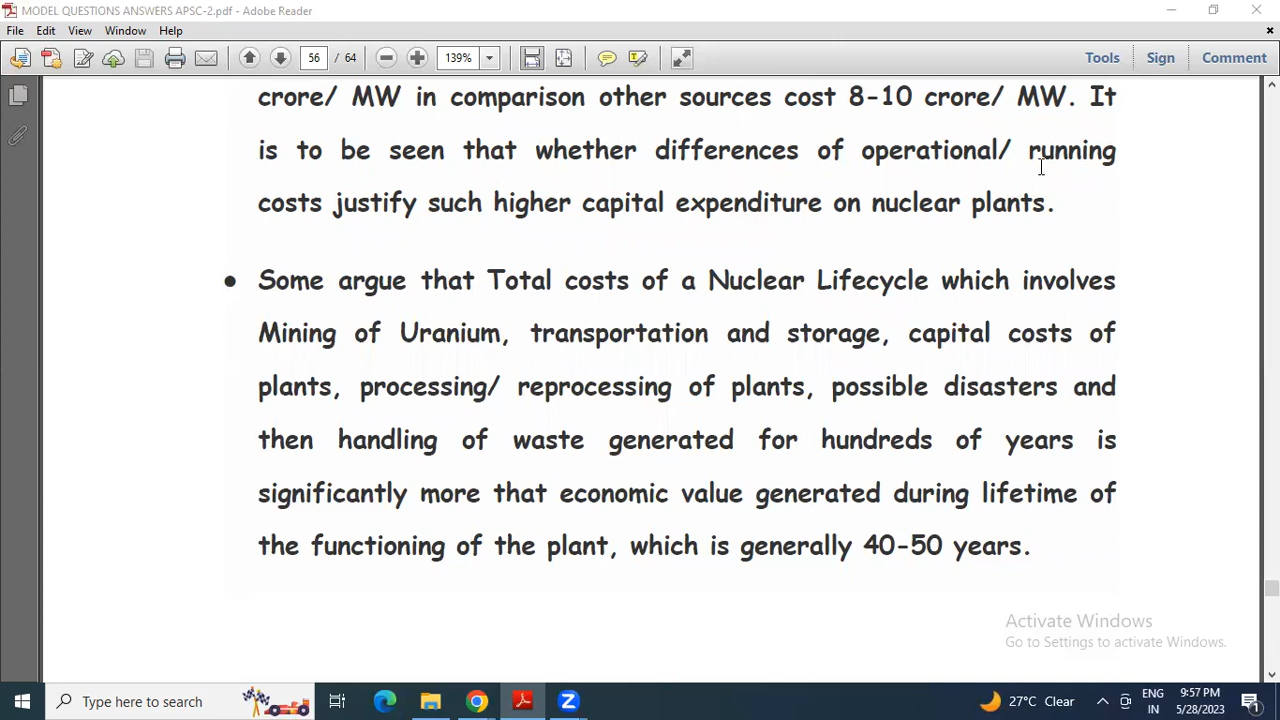 MODEL QUESTIONS ANSWERS APSC-2.pdf - Adobe Reader
File Edit View Window Help
56 / 64 139% Tools Sign Comment
crore/ MW in comparison other sources cost 8-10 crore/ MW. It
is to be seen that whether differences of operational/ running
costs justify such higher capital expenditure on nuclear plants.
• Some argue that Total costs of a Nuclear Lifecycle which involves
Mining of Uranium, transportation and storage, capital costs of
plants, processing/ reprocessing of plants, possible disasters and
then handling of waste generated for hundreds of years is
significantly more that economic value generated during lifetime of
the functioning of the plant, which is generally 40-50 years.
Activate Windows
Go to Settings to activate Windows.
Type here to search
27°C Clear
ENG
IN
9:57 PM
5/28/2023
1